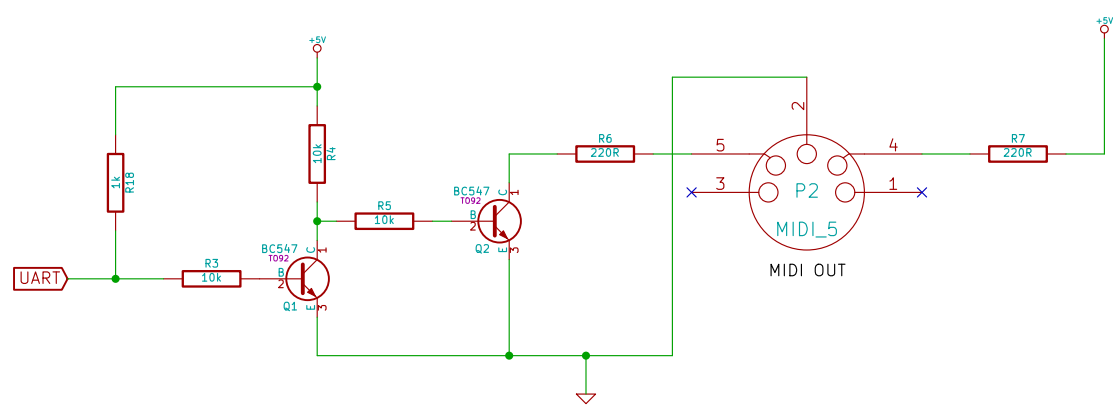 +5V
+5V
1k
R18
10k
R4
UART
R3
10k
BC547
TO92
B
2
C
1
E
3
Q1
R5
10k
BC547
TO92
B
2
C
1
E
3
Q2
R6
220R
2
5
4
3
1
P2
MIDI_5
MIDI OUT
R7
220R